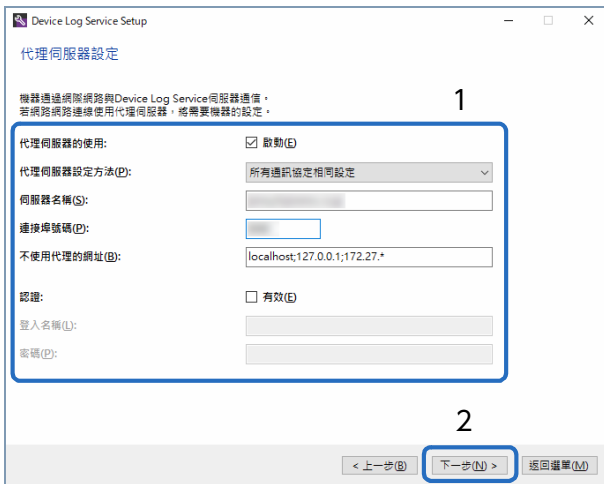 Device Log Service Setup
代理伺服器設定
機器通過網際網路與Device Log Service伺服器通信。
若網路網路連線使用代理伺服器，將需要機器的設定。
1
代理伺服器的使用: 啟動(E)
代理伺服器設定方法(P): 所有通訊協定相同設定
伺服器名稱(S):
連接埠號碼(P):
不使用代理的網址(B): localhost;127.0.0.1;172.27.*
認證: 有效(E)
登入名稱(L):
密碼(P):
2
< 上一步(B) 下一步(N) > 返回選單(M)